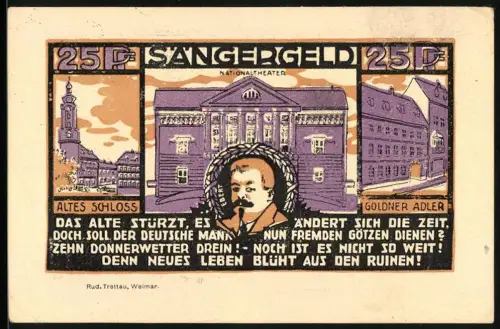 25 Pf SÄNGERGELD 25 Pf
NATIONALTHEATER
ALTES SCHLOSS GOLDNER ADLER
DAS ALTE STÜRZT, ES ÄNDERT SICH DIE ZEIT,
DOCH SOLL DER DEUTSCHE MANN NUN FREMDEN GÖTZEN DIENEN?
ZEHN DONNERWETTER DREIN! - NOCH IST ES NICHT SO WEIT!
DENN NEUES LEBEN BLÜHT AUS DEN RUINEN!
Rud. Trettau, Weimar.